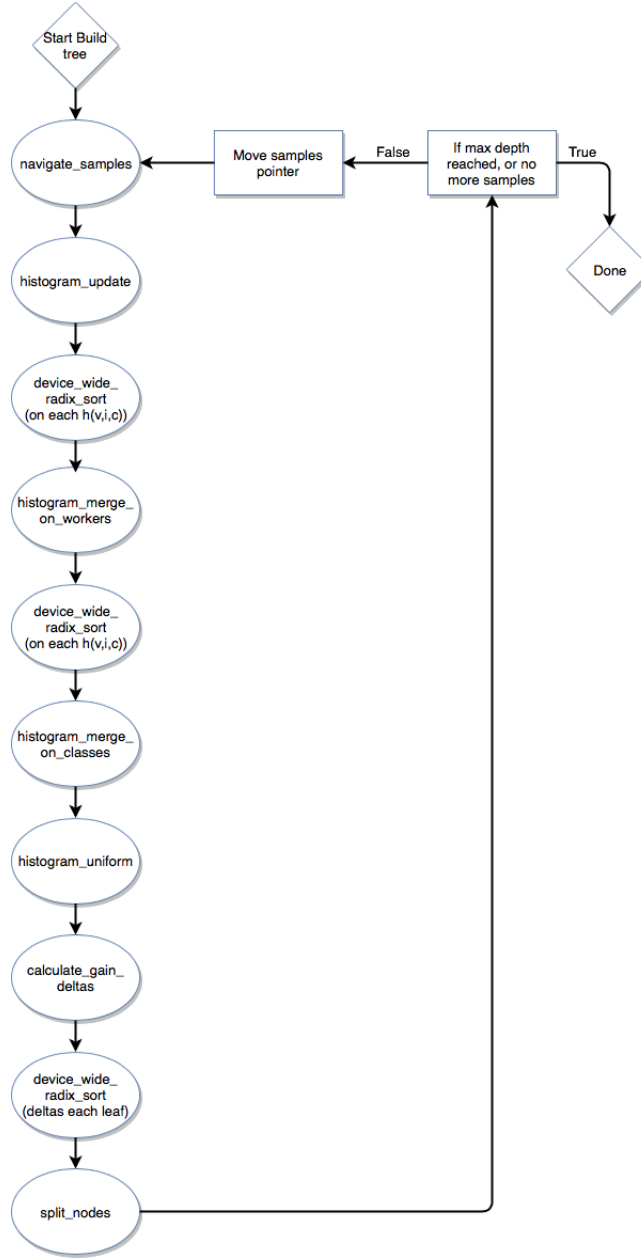 Start Build
tree
navigate_samples
Move samples
pointer
False
If max depth
reached, or no
more samples
True
Done
histogram_update
device_wide_
radix_sort
(on each h(v,i,c))
histogram_merge_
on_workers
device_wide_
radix_sort
(on each h(v,i,c))
histogram_merge_
on_classes
histogram_uniform
calculate_gain_
deltas
device_wide_
radix_sort
(deltas each leaf)
split_nodes